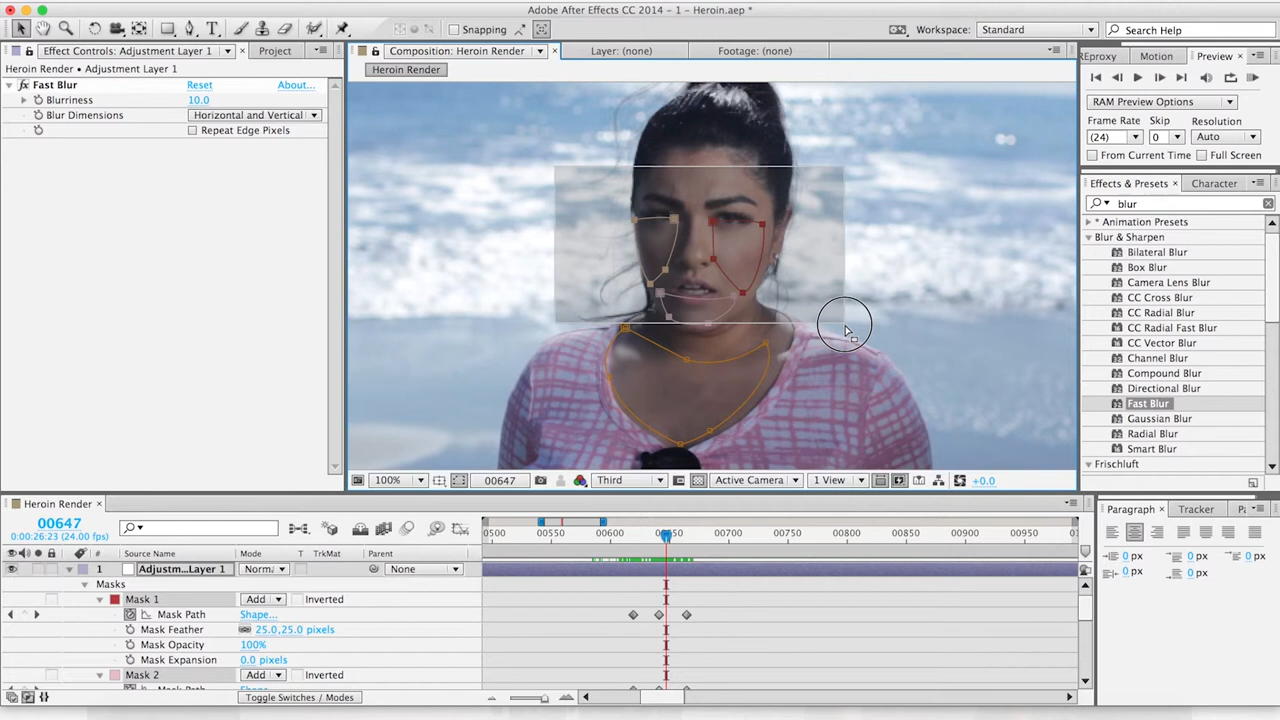 Adobe After Effects CC 2014 - 1 - Heroin.aep *
Snapping
Workspace: Standard
Search Help
Effect Controls: Adjustment Layer 1
Project
Composition: Heroin Render
Layer: (none)
Footage: (none)
REproxy
Motion
Preview
Heroin Render • Adjustment Layer 1
Heroin Render
fx Fast Blur Reset About...
Blurriness 10.0
Blur Dimensions Horizontal and Vertical
Repeat Edge Pixels
RAM Preview Options
Frame Rate Skip Resolution
(24) 0 Auto
From Current Time Full Screen
Effects & Presets Character
blur
* Animation Presets
Blur & Sharpen
Bilateral Blur
Box Blur
Camera Lens Blur
CC Cross Blur
CC Radial Blur
CC Radial Fast Blur
CC Vector Blur
Channel Blur
Compound Blur
Directional Blur
Fast Blur
Gaussian Blur
Radial Blur
Smart Blur
Frischluft
100% 00647 Third Active Camera 1 View +0.0
Heroin Render
00647
0:00:26:23 (24.00 fps)
0500 00550 0600 00650 00700 00750 00800 00850 00900 00950
# Source Name Mode T TrkMat Parent
1 Adjustm...Layer 1 Norm: None
Masks
Mask 1 Add Inverted
Mask Path Shape...
Mask Feather 25.0,25.0 pixels
Mask Opacity 100%
Mask Expansion 0.0 pixels
Mask 2 Add Inverted
Mask Path Shape...
Toggle Switches / Modes
Paragraph Tracker
0 px 0 px 0 px
0 px 0 px